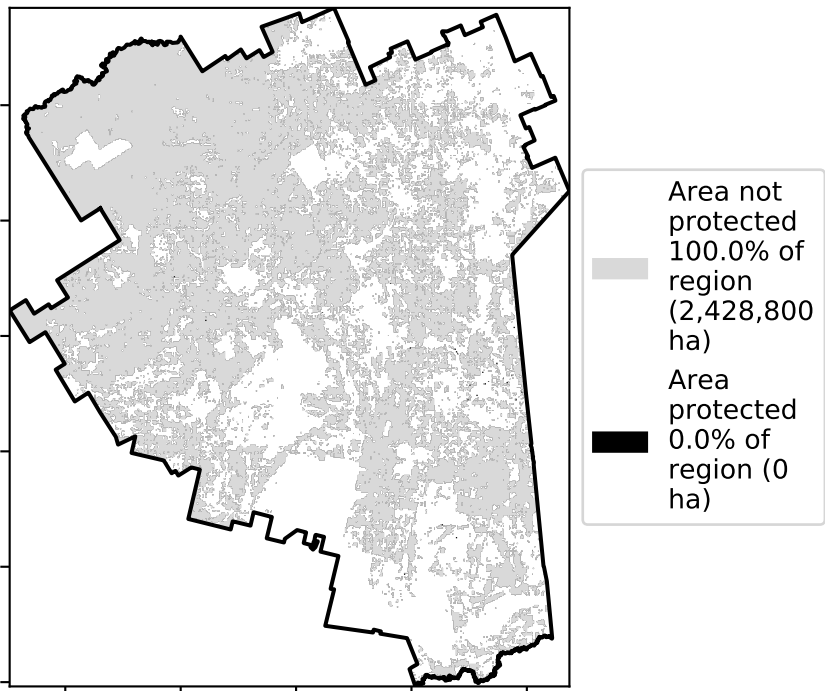 Area not
protected
100.0% of
region
(2,428,800
ha)
Area
protected
0.0% of
region (0
ha)